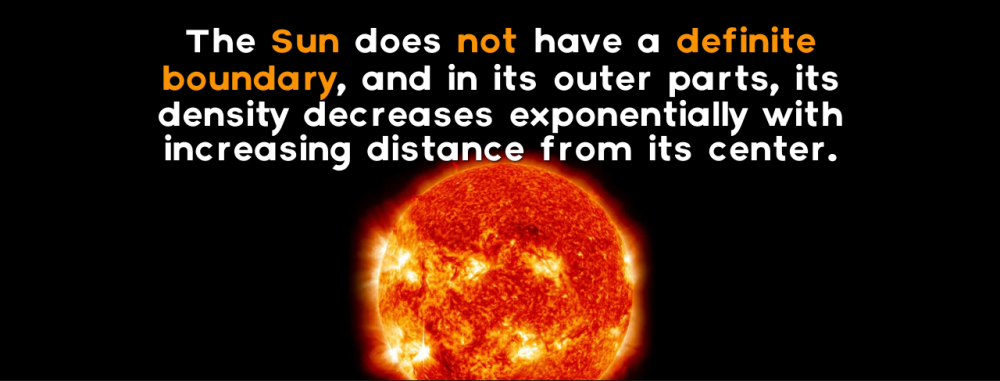 The Sun does not have a definite
boundary, and in its outer parts, its
density decreases exponentially with
increasing distance from its center.